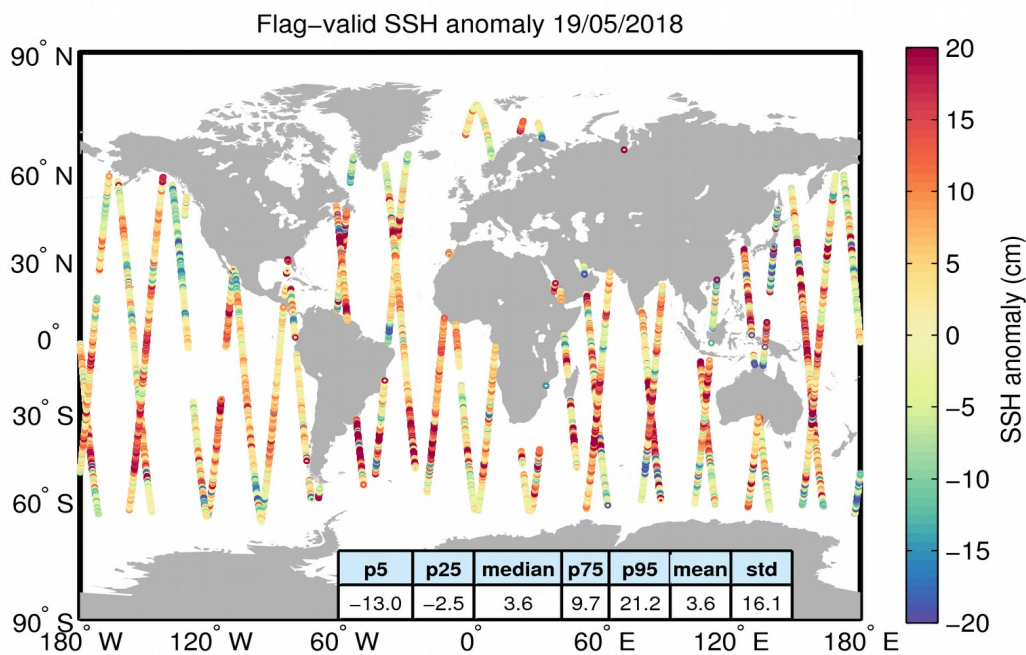 Flag−valid SSH anomaly 19/05/2018
90° N
60° N
30° N
0°
30° S
60° S
90° S
180° W 120° W 60° W 0° 60° E 120° E 180° E
p5 p25 median p75 p95 mean std
−13.0 −2.5 3.6 9.7 21.2 3.6 16.1
20
15
10
5
0
−5
−10
−15
−20
SSH anomaly (cm)